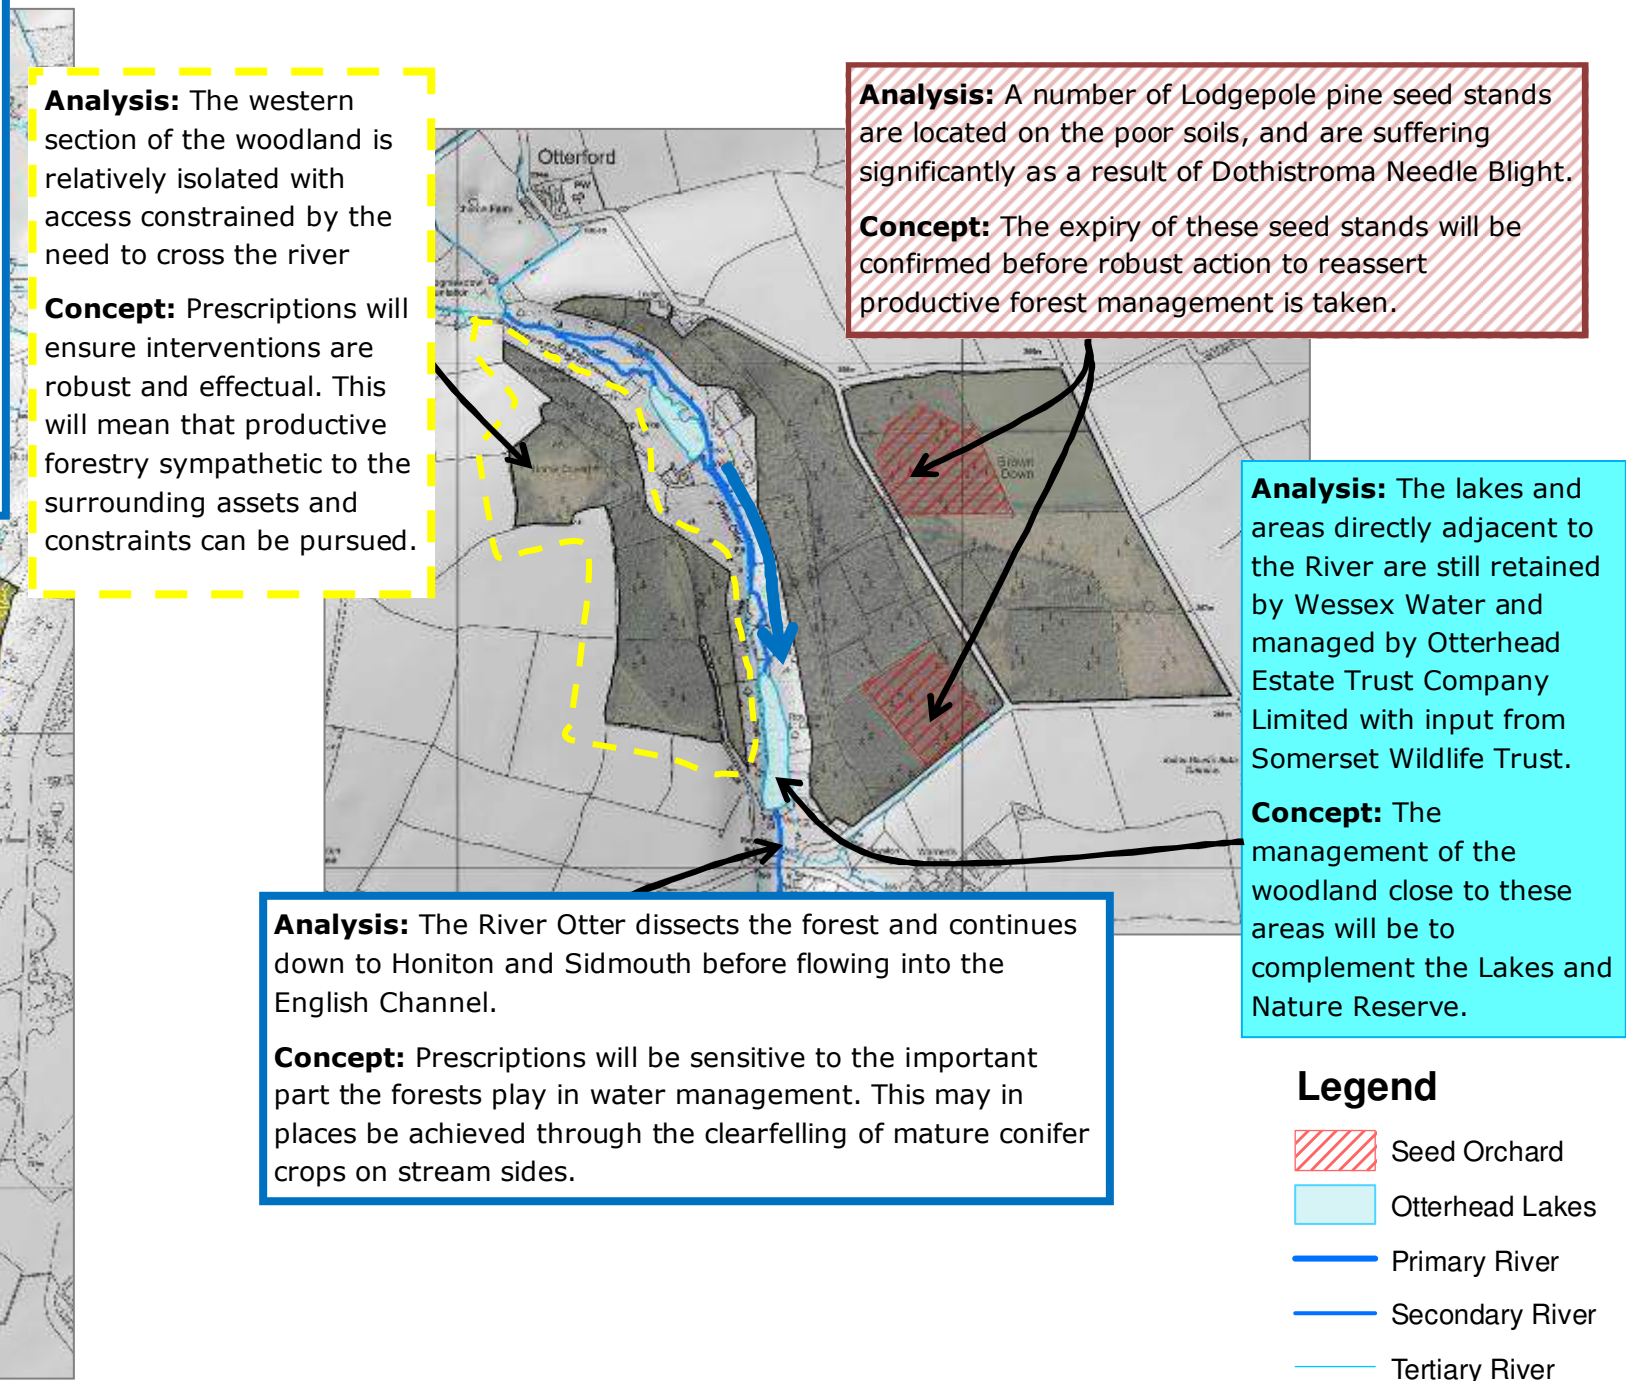 Analysis: The western
section of the woodland is
relatively isolated with
access constrained by the
need to cross the river
Concept: Prescriptions will
ensure interventions are
robust and effectual. This
will mean that productive
forestry sympathetic to the
surrounding assets and
constraints can be pursued.
Otterford
Analysis: A number of Lodgepole pine seed stands
are located on the poor soils, and are suffering
significantly as a result of Dothistroma Needle Blight.
Concept: The expiry of these seed stands will be
confirmed before robust action to reassert
productive forest management is taken.
Brown
Down
Analysis: The lakes and
areas directly adjacent to
the River are still retained
by Wessex Water and
managed by Otterhead
Estate Trust Company
Limited with input from
Somerset Wildlife Trust.
Concept: The
management of the
woodland close to these
areas will be to
complement the Lakes and
Nature Reserve.
Analysis: The River Otter dissects the forest and continues
down to Honiton and Sidmouth before flowing into the
English Channel.
Concept: Prescriptions will be sensitive to the important
part the forests play in water management. This may in
places be achieved through the clearfelling of mature conifer
crops on stream sides.
Legend
Seed Orchard
Otterhead Lakes
Primary River
Secondary River
Tertiary River